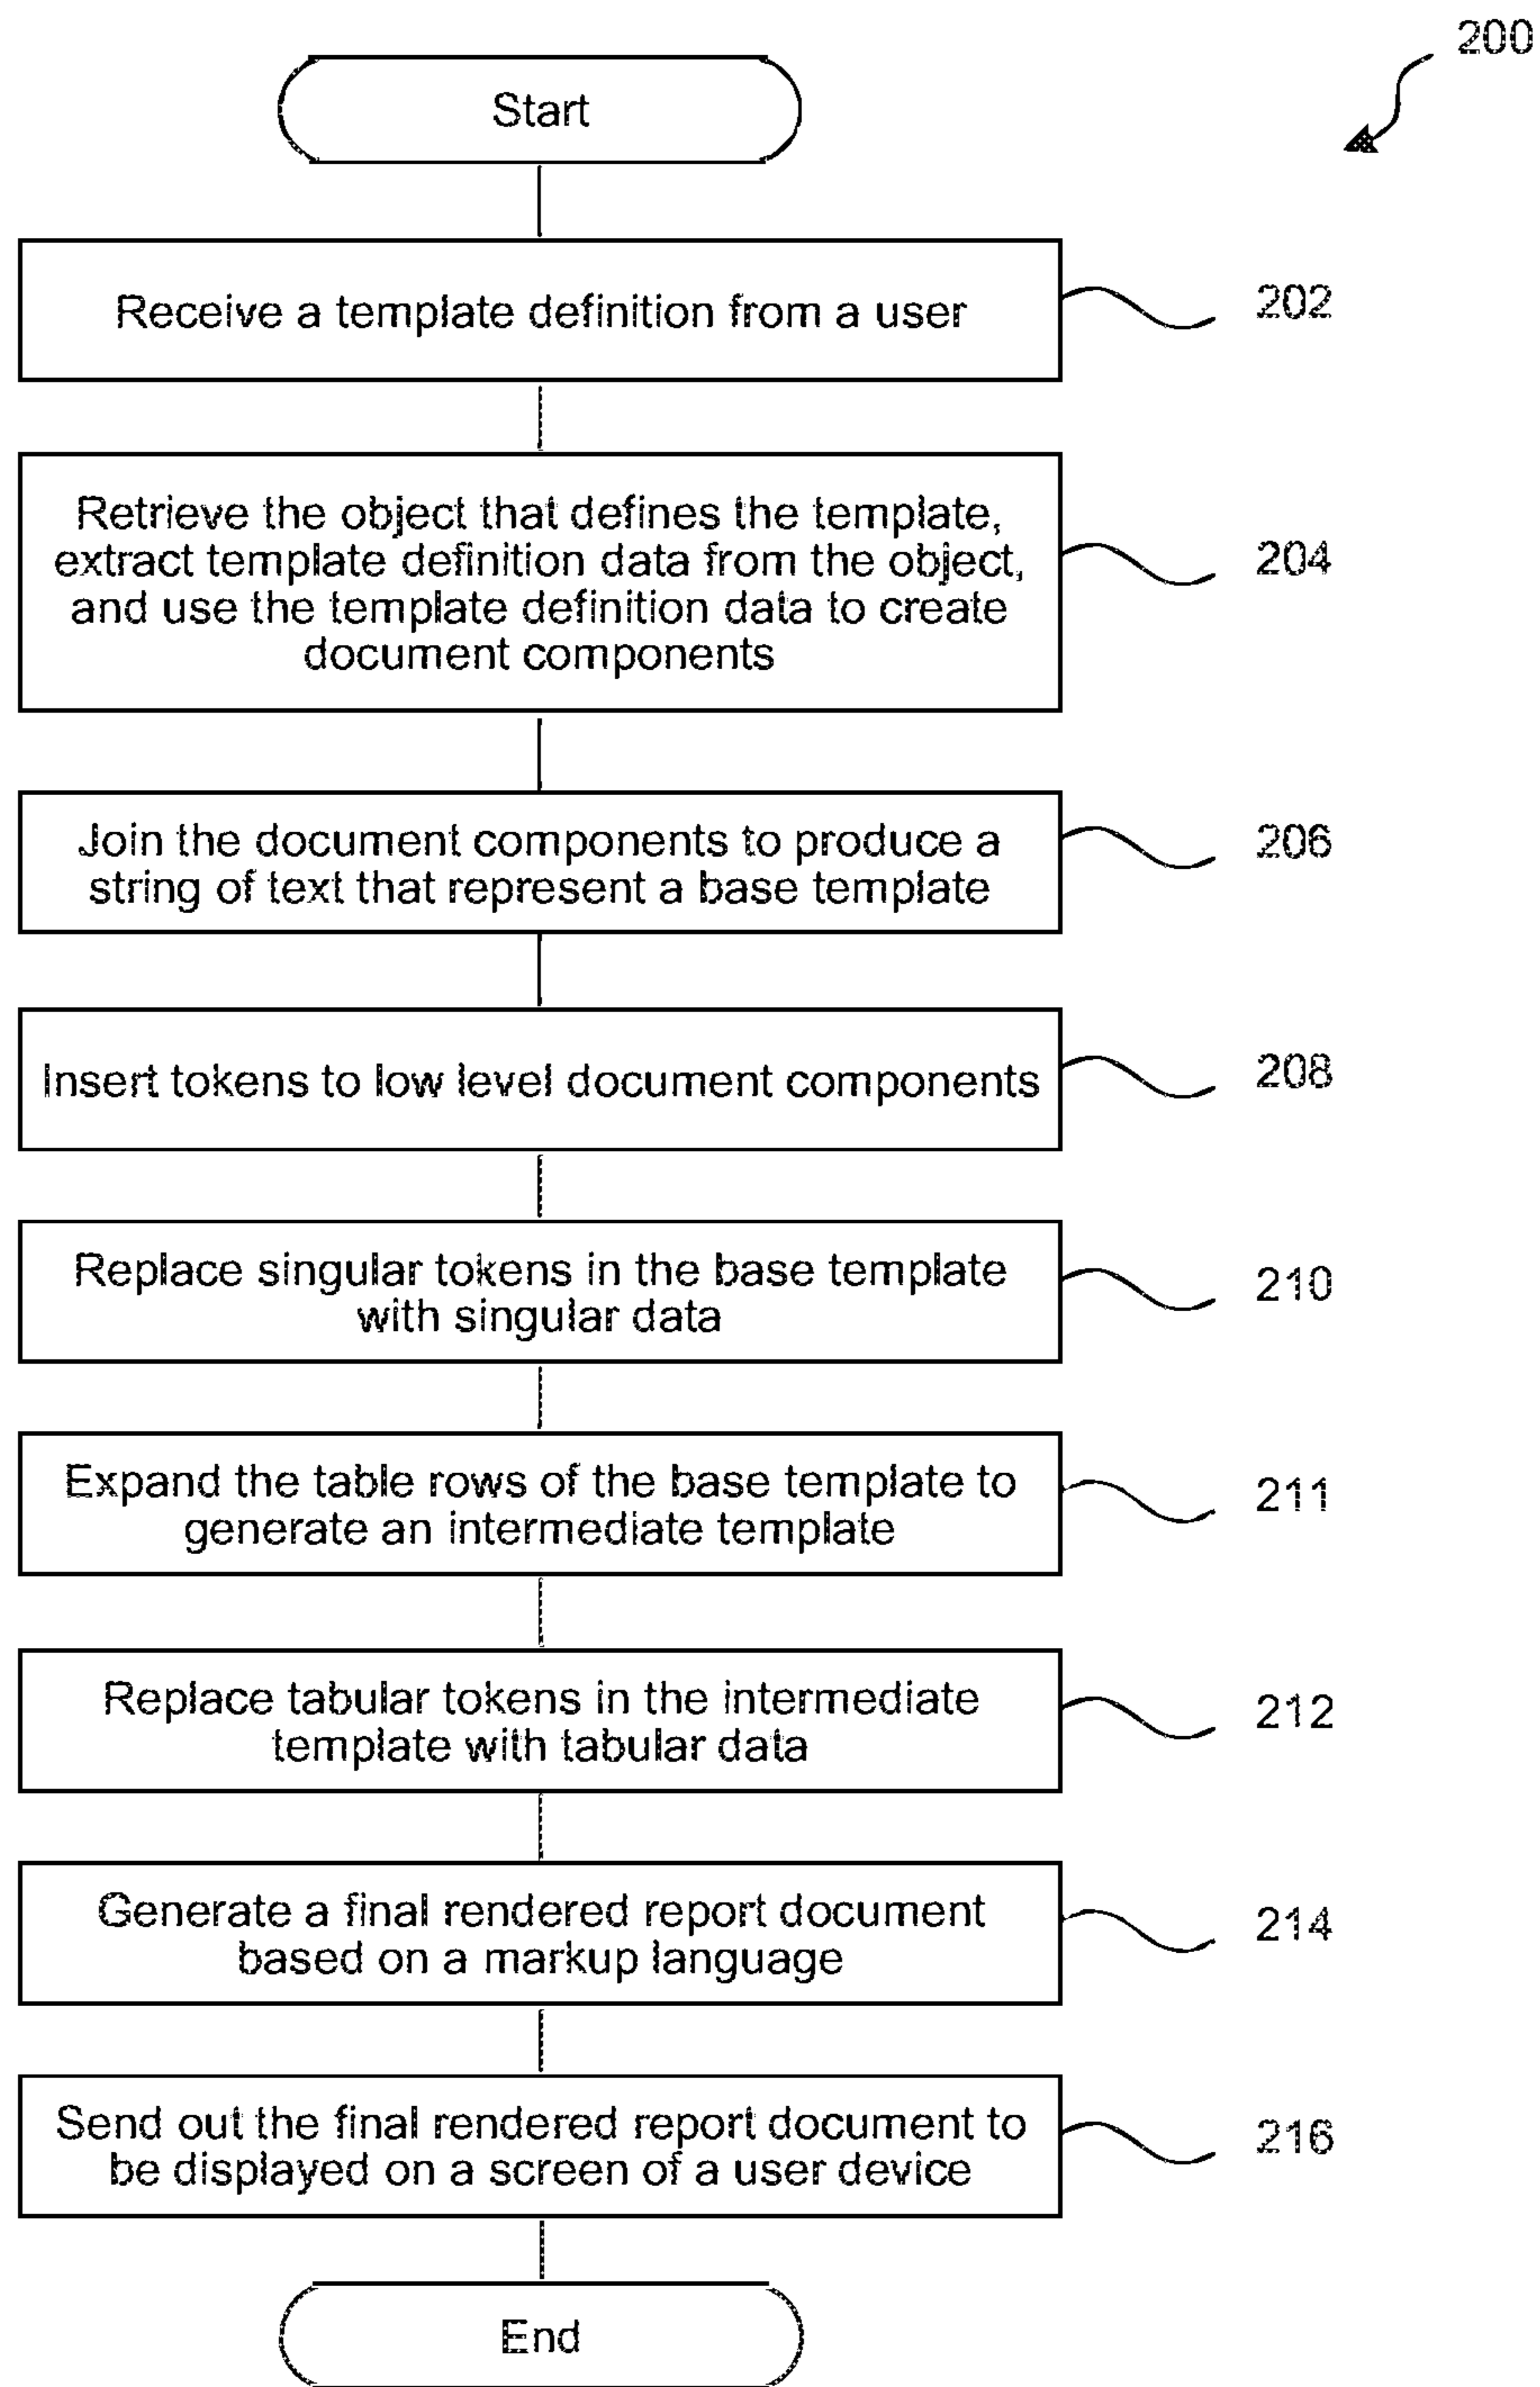 200
Start
Receive a template definition from a user
202
Retrieve the object that defines the template,
extract template definition data from the object,
and use the template definition data to create
document components
204
Join the document components to produce a
string of text that represent a base template
206
Insert tokens to low level document components
208
Replace singular tokens in the base template
with singular data
210
Expand the table rows of the base template to
generate an intermediate template
211
Replace tabular tokens in the intermediate
template with tabular data
212
Generate a final rendered report document
based on a markup language
214
Send out the final rendered report document to
be displayed on a screen of a user device
216
End